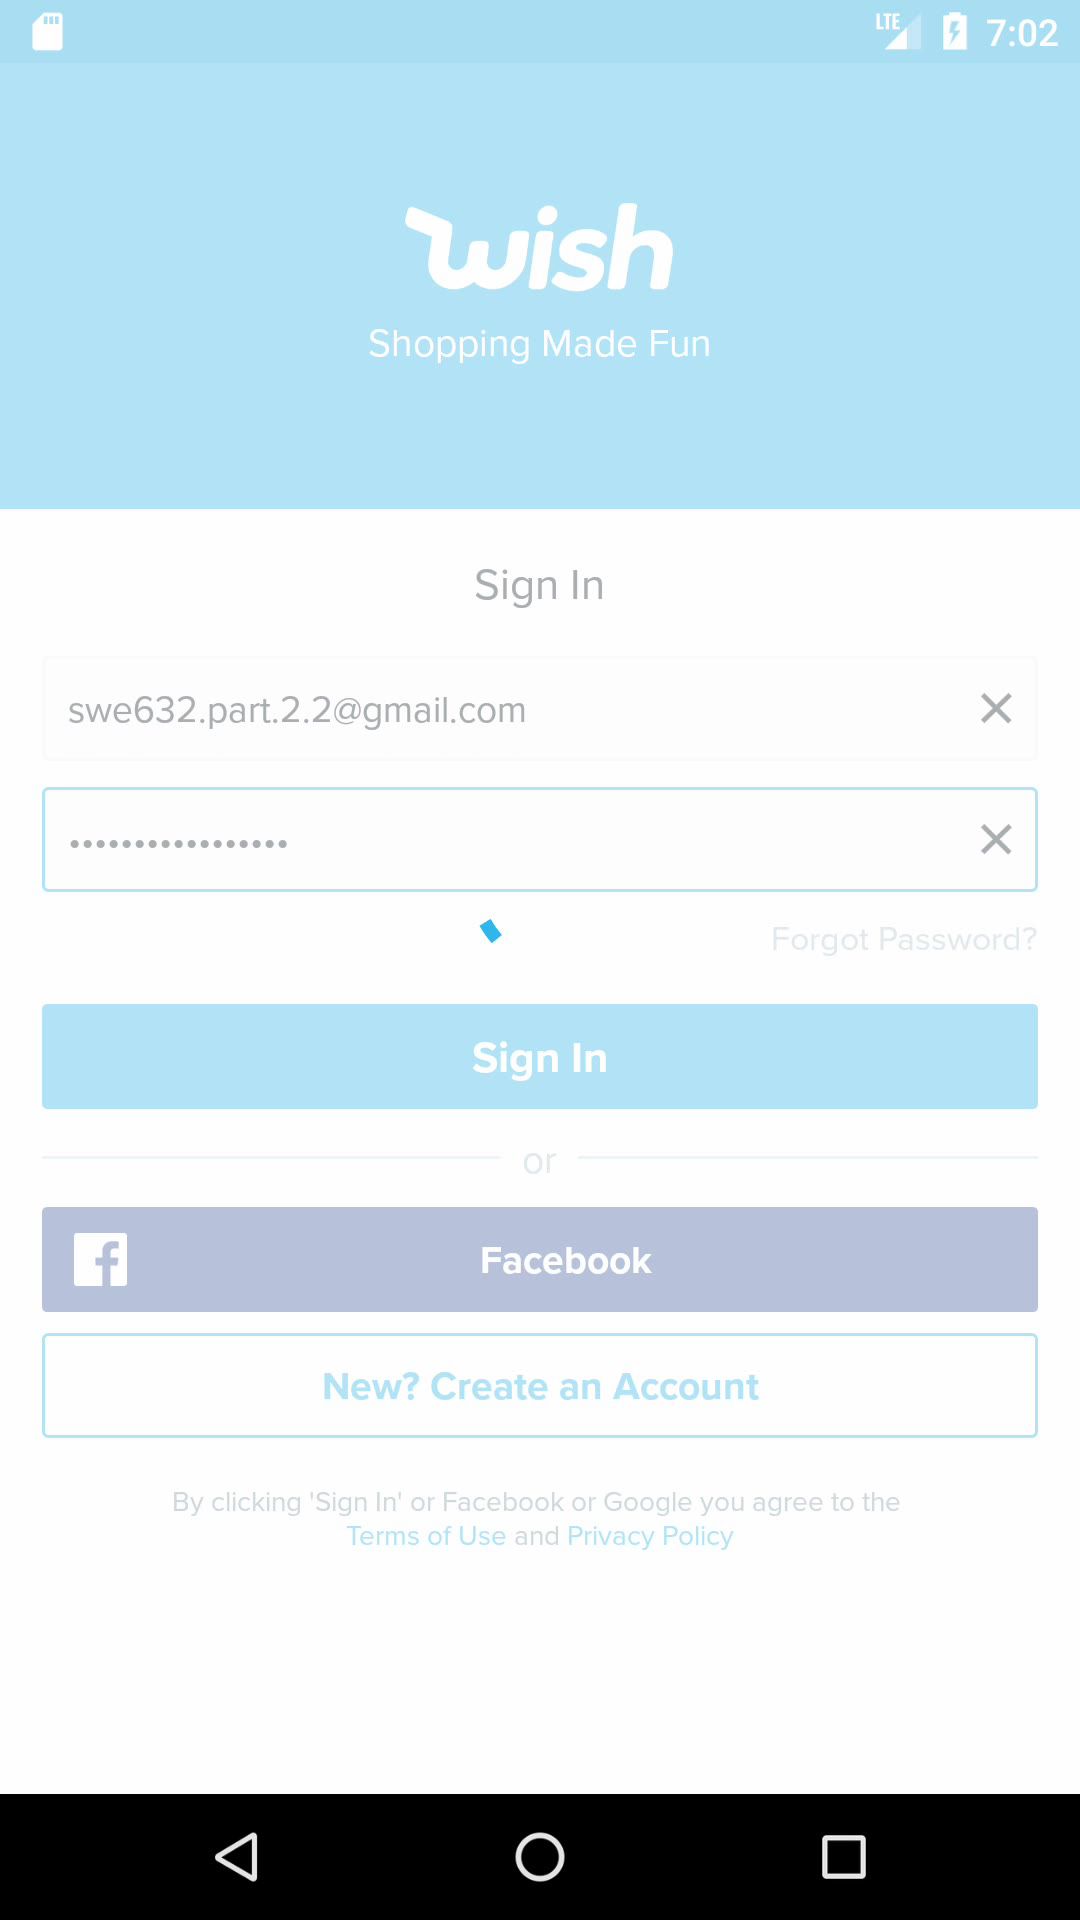 LTE 7:02
wish
Shopping Made Fun
Sign In
swe632.part.2.2@gmail.com
•••••••••••••••••
Forgot Password?
Sign In
or
Facebook
New? Create an Account
By clicking 'Sign In' or Facebook or Google you agree to the
Terms of Use and Privacy Policy